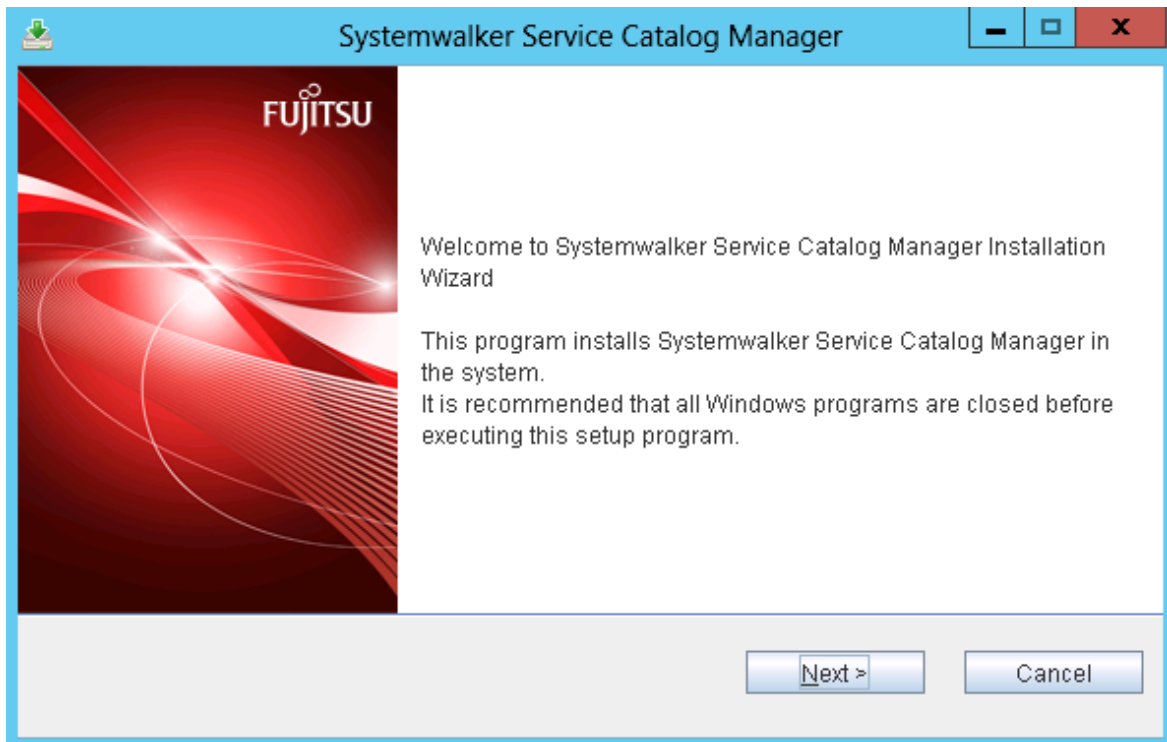 Systemwalker Service Catalog Manager
FUJITSU
Welcome to Systemwalker Service Catalog Manager Installation
Wizard
This program installs Systemwalker Service Catalog Manager in
the system.
It is recommended that all Windows programs are closed before
executing this setup program.
Next >
Cancel